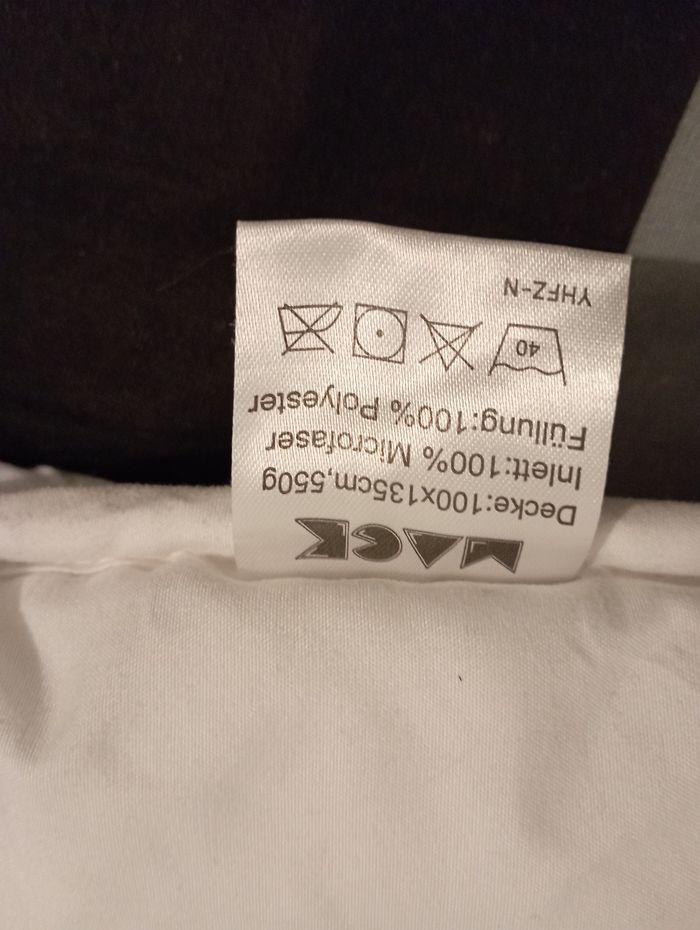 MACK
Decke:100x135cm,550g
Inlett:100% Microfaser
Füllung:100% Polyester
40
YHFZ-N